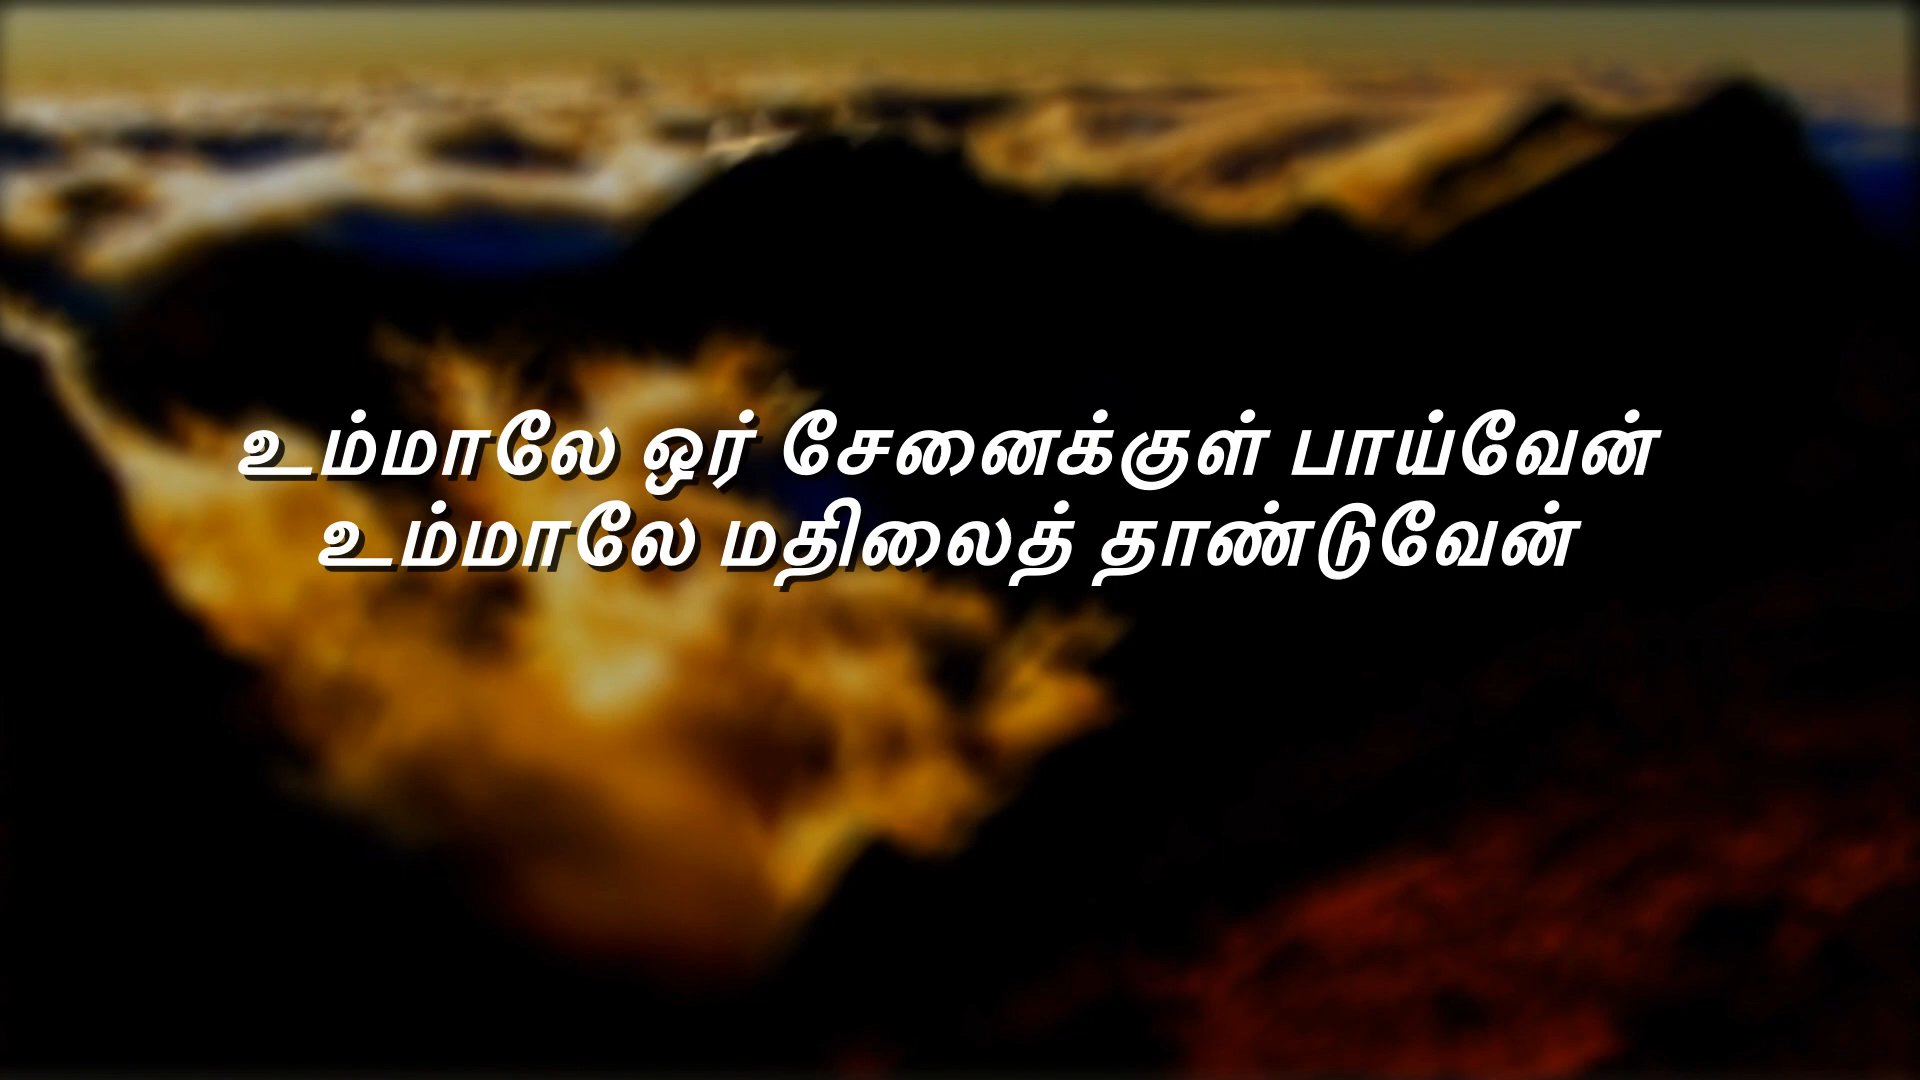 உம்மாலே ஓர் சேனைக்குள் பாய்வேன்
உம்மாலே மதிலைத் தாண்டுவேன்